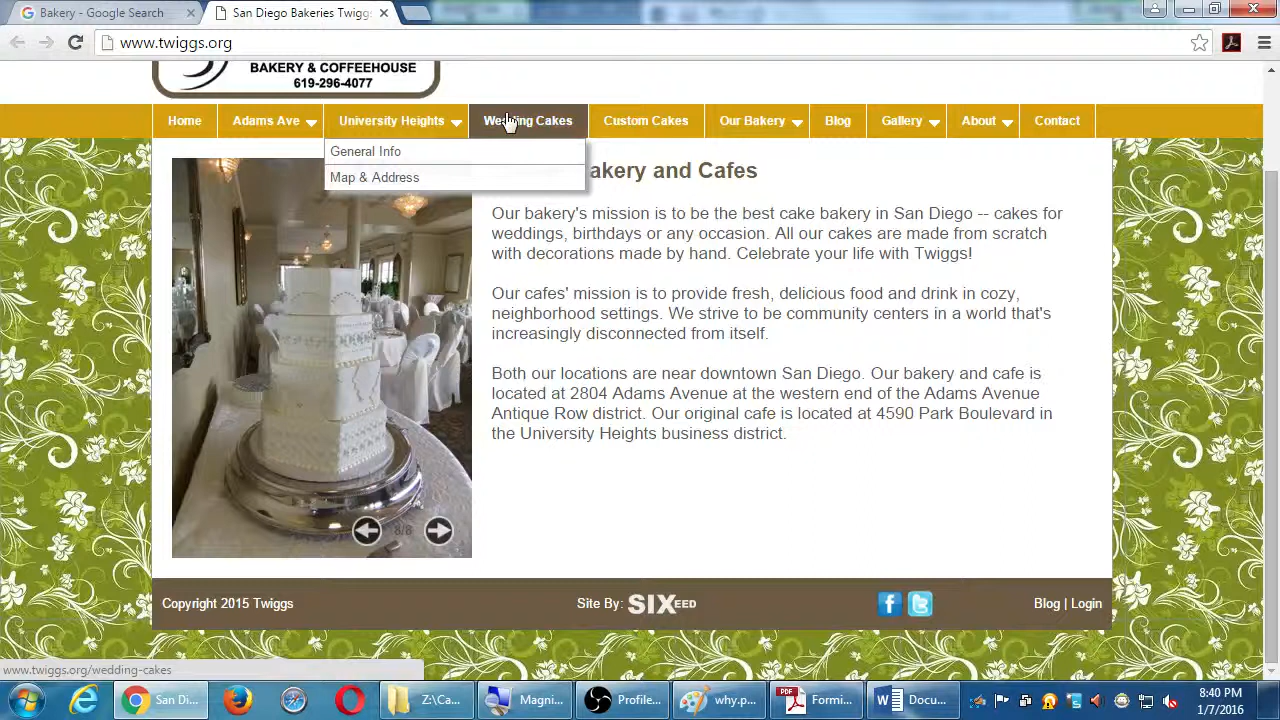 Bakery - Google Search
San Diego Bakeries Twiggs
www.twiggs.org
BAKERY & COFFEEHOUSE
619-296-4077
Home
Adams Ave
University Heights
Wedding Cakes
Custom Cakes
Our Bakery
Blog
Gallery
About
Contact
General Info
Map & Address
akery and Cafes
Our bakery's mission is to be the best cake bakery in San Diego -- cakes for
weddings, birthdays or any occasion. All our cakes are made from scratch
with decorations made by hand. Celebrate your life with Twiggs!
Our cafes' mission is to provide fresh, delicious food and drink in cozy,
neighborhood settings. We strive to be community centers in a world that's
increasingly disconnected from itself.
Both our locations are near downtown San Diego. Our bakery and cafe is
located at 2804 Adams Avenue at the western end of the Adams Avenue
Antique Row district. Our original cafe is located at 4590 Park Boulevard in
the University Heights business district.
8/8
Copyright 2015 Twiggs
Site By: SIXEED
Blog | Login
www.twiggs.org/wedding-cakes
San Di...
Z:\Ca...
Magni...
Profile...
why.p...
Formi...
Docu...
8:40 PM
1/7/2016